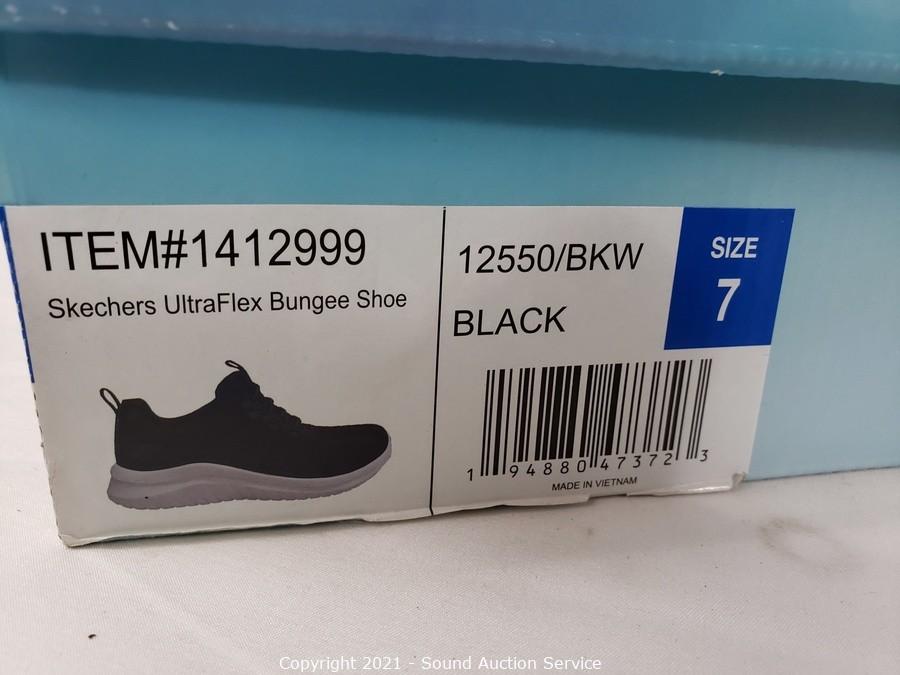 ITEM#1412999
Skechers UltraFlex Bungee Shoe
12550/BKW
BLACK
SIZE
7
1 94880 47372 3
MADE IN VIETNAM
Copyright 2021 - Sound Auction Service